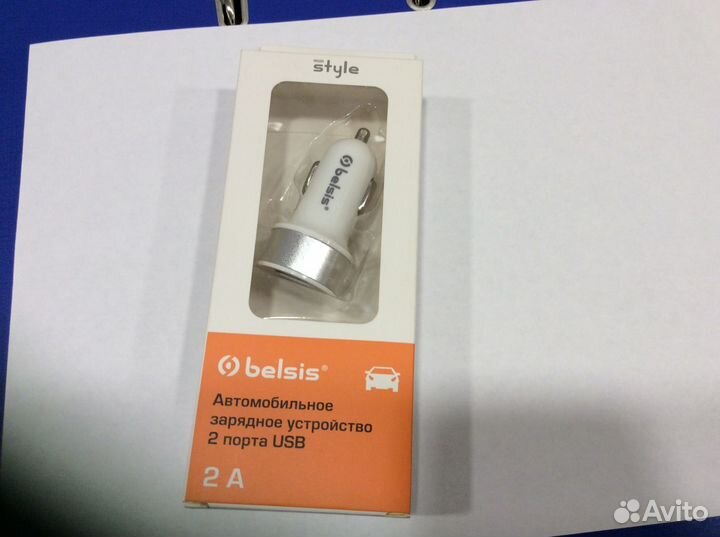 style
belsis®
belsis®
Автомобильное
зарядное устройство
2 порта USB
2 A
Avito